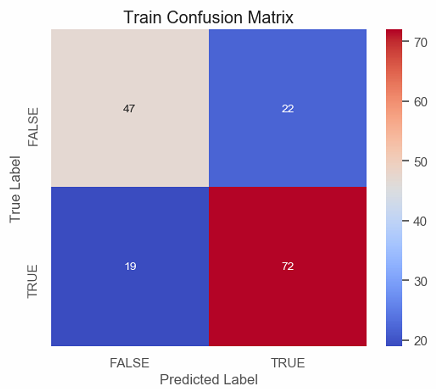 Train Confusion Matrix
True Label
FALSE
47
22
TRUE
19
72
FALSE TRUE
Predicted Label
70
60
50
40
30
20